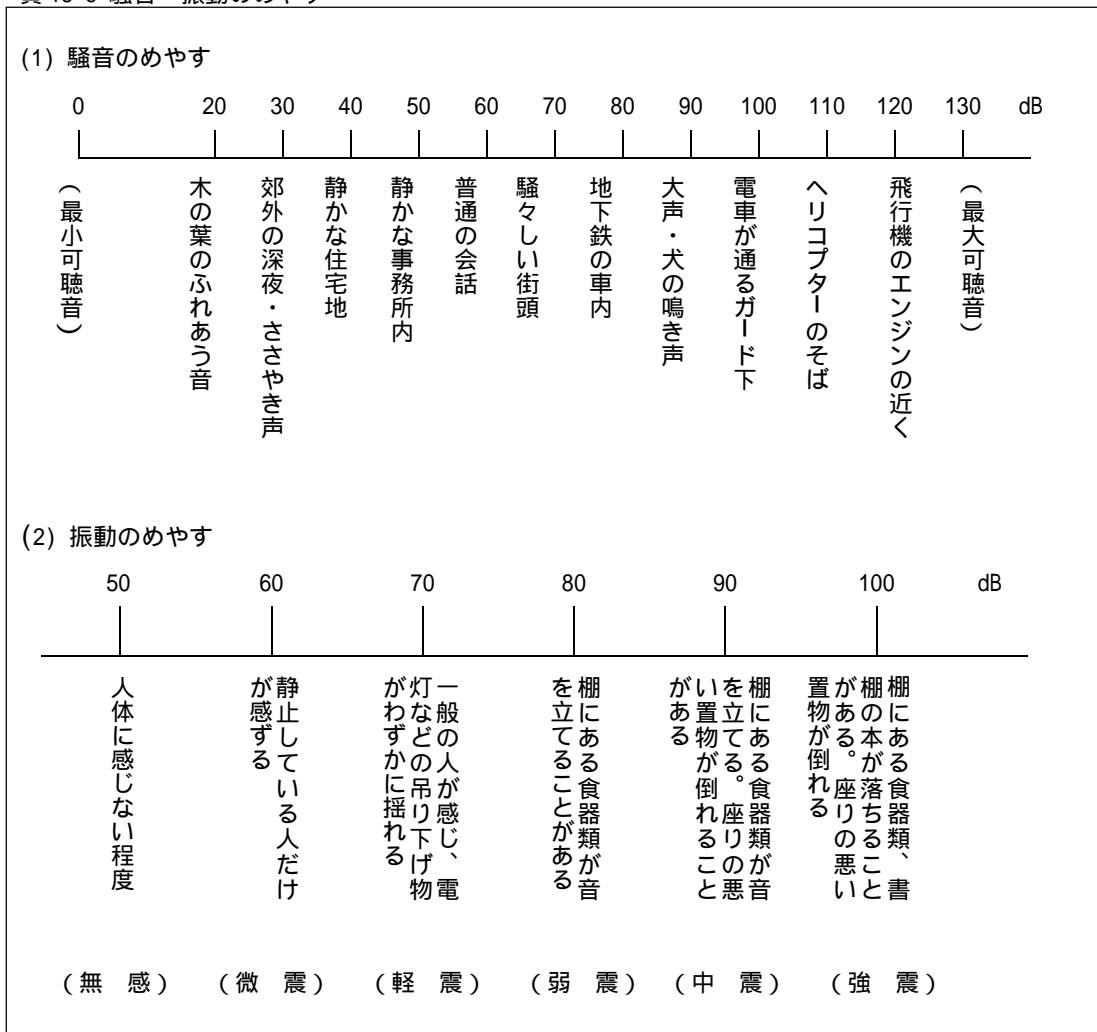 (1) 騒音のめやす
0 20 30 40 50 60 70 80 90 100 110 120 130 dB
(最小可聴音)
木の葉のふれあう音
郊外の深夜・ささやき声
静かな住宅地
静かな事務所内
普通の会話
騒々しい街頭
地下鉄の車内
大声・犬の鳴き声
電車が通るガード下
ヘリコプターのそば
飛行機のエンジンの近く
(最大可聴音)
(2) 振動のめやす
50 60 70 80 90 100 dB
人体に感じない程度
静止している人だけ
が感ずる
一般の人が感じ、電
灯などの吊り下げ物
がわずかに揺れる
棚にある食器類が音
を立てることがある
棚にある食器類が音
を立てる。座りの悪
い置物が倒れること
がある
棚にある食器類、書
棚の本が落ちること
がある。座りの悪い
置物が倒れる
(無 感) (微 震) (軽 震) (弱 震) (中 震) (強 震)